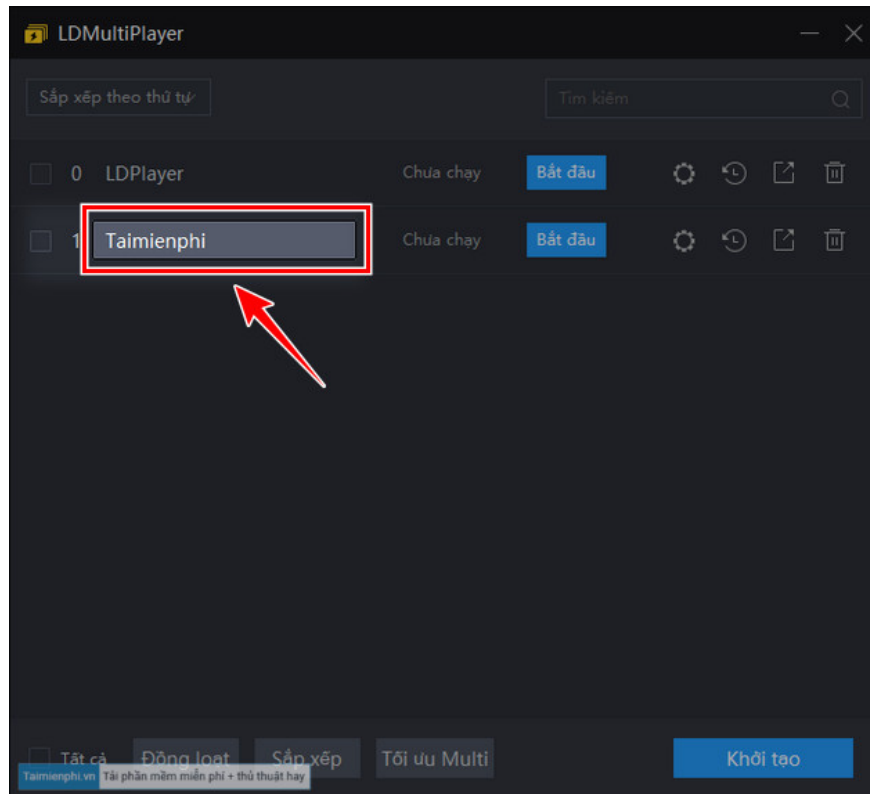 LDMultiPlayer
Sắp xếp theo thứ tự
Tìm kiếm
0 LDPlayer Chưa chạy Bắt đầu
1 Taimienphi Chưa chạy Bắt đầu
Tất cả Đồng loạt Sắp xếp Tối ưu Multi Khởi tạo
Taimienphi.vn Tải phần mềm miễn phí + thủ thuật hay